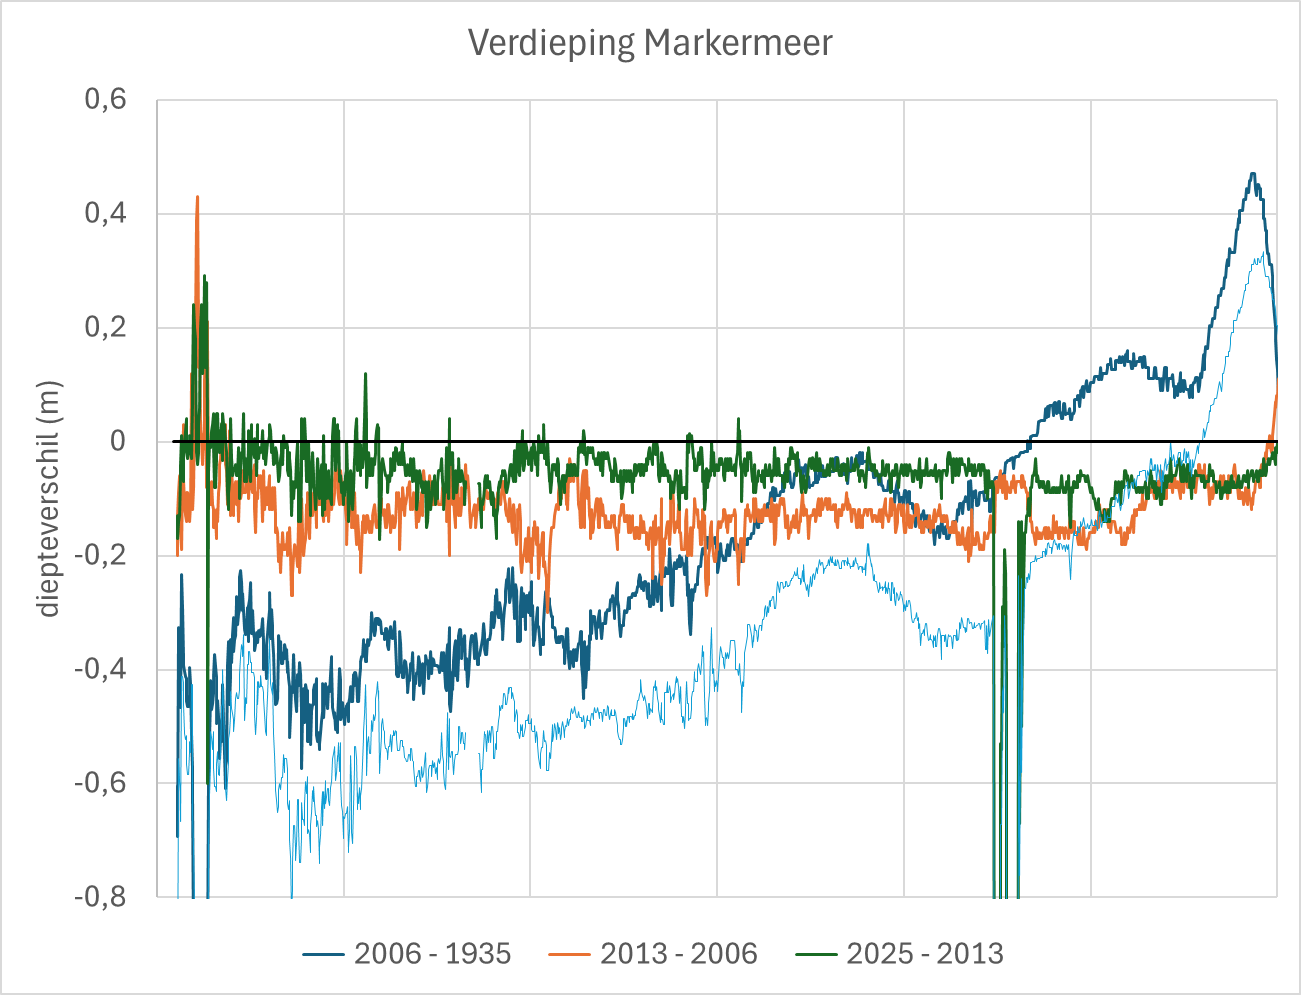 Verdieping Markermeer
0,6
0,4
0,2
0
-0,2
-0,4
-0,6
-0,8
diepteverschil (m)
2006 - 1935
2013 - 2006
2025 - 2013